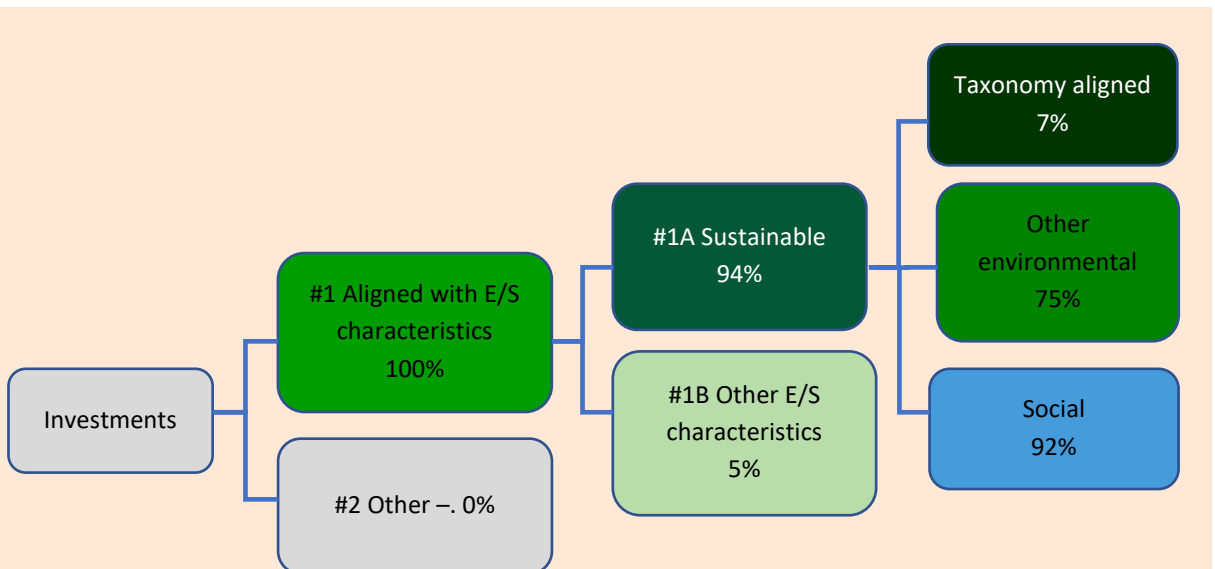 Investments
#1 Aligned with E/S
characteristics
100%
#2 Other –. 0%
#1A Sustainable
94%
#1B Other E/S
characteristics
5%
Taxonomy aligned
7%
Other
environmental
75%
Social
92%